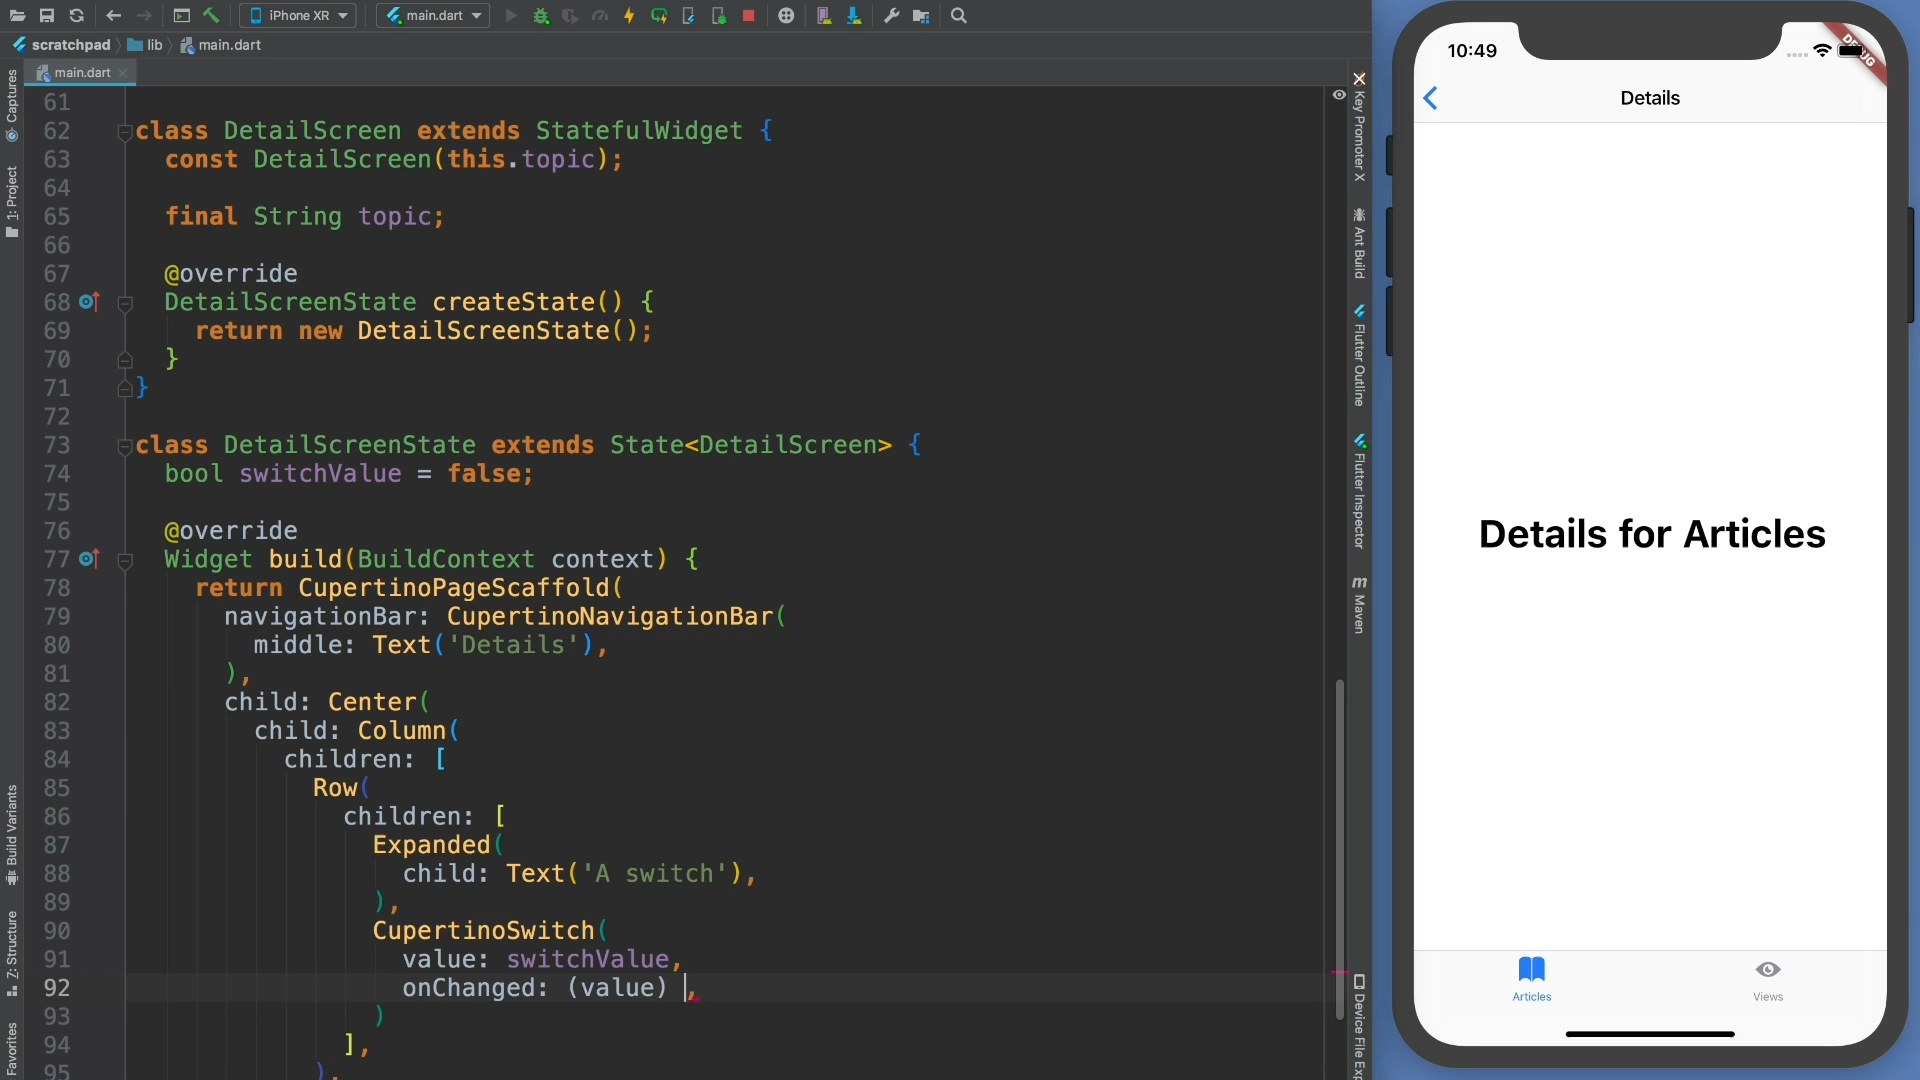 iPhone XR
main.dart
scratchpad
lib
main.dart
main.dart
Captures
1: Project
Build Variants
Z: Structure
Favorites
61
62 class DetailScreen extends StatefulWidget {
63 const DetailScreen(this.topic);
64
65 final String topic;
66
67 @override
68 DetailScreenState createState() {
69 return new DetailScreenState();
70 }
71 }
72
73 class DetailScreenState extends State<DetailScreen> {
74 bool switchValue = false;
75
76 @override
77 Widget build(BuildContext context) {
78 return CupertinoPageScaffold(
79 navigationBar: CupertinoNavigationBar(
80 middle: Text('Details'),
81 ),
82 child: Center(
83 child: Column(
84 children: [
85 Row(
86 children: [
87 Expanded(
88 child: Text('A switch'),
89 ),
90 CupertinoSwitch(
91 value: switchValue,
92 onChanged: (value) ,
93 )
94 ],
95 ),
Key Promoter X
Ant Build
Flutter Outline
Flutter Inspector
m Maven
Device File Exp
10:49
DEBUG
Details
Details for Articles
Articles
Views